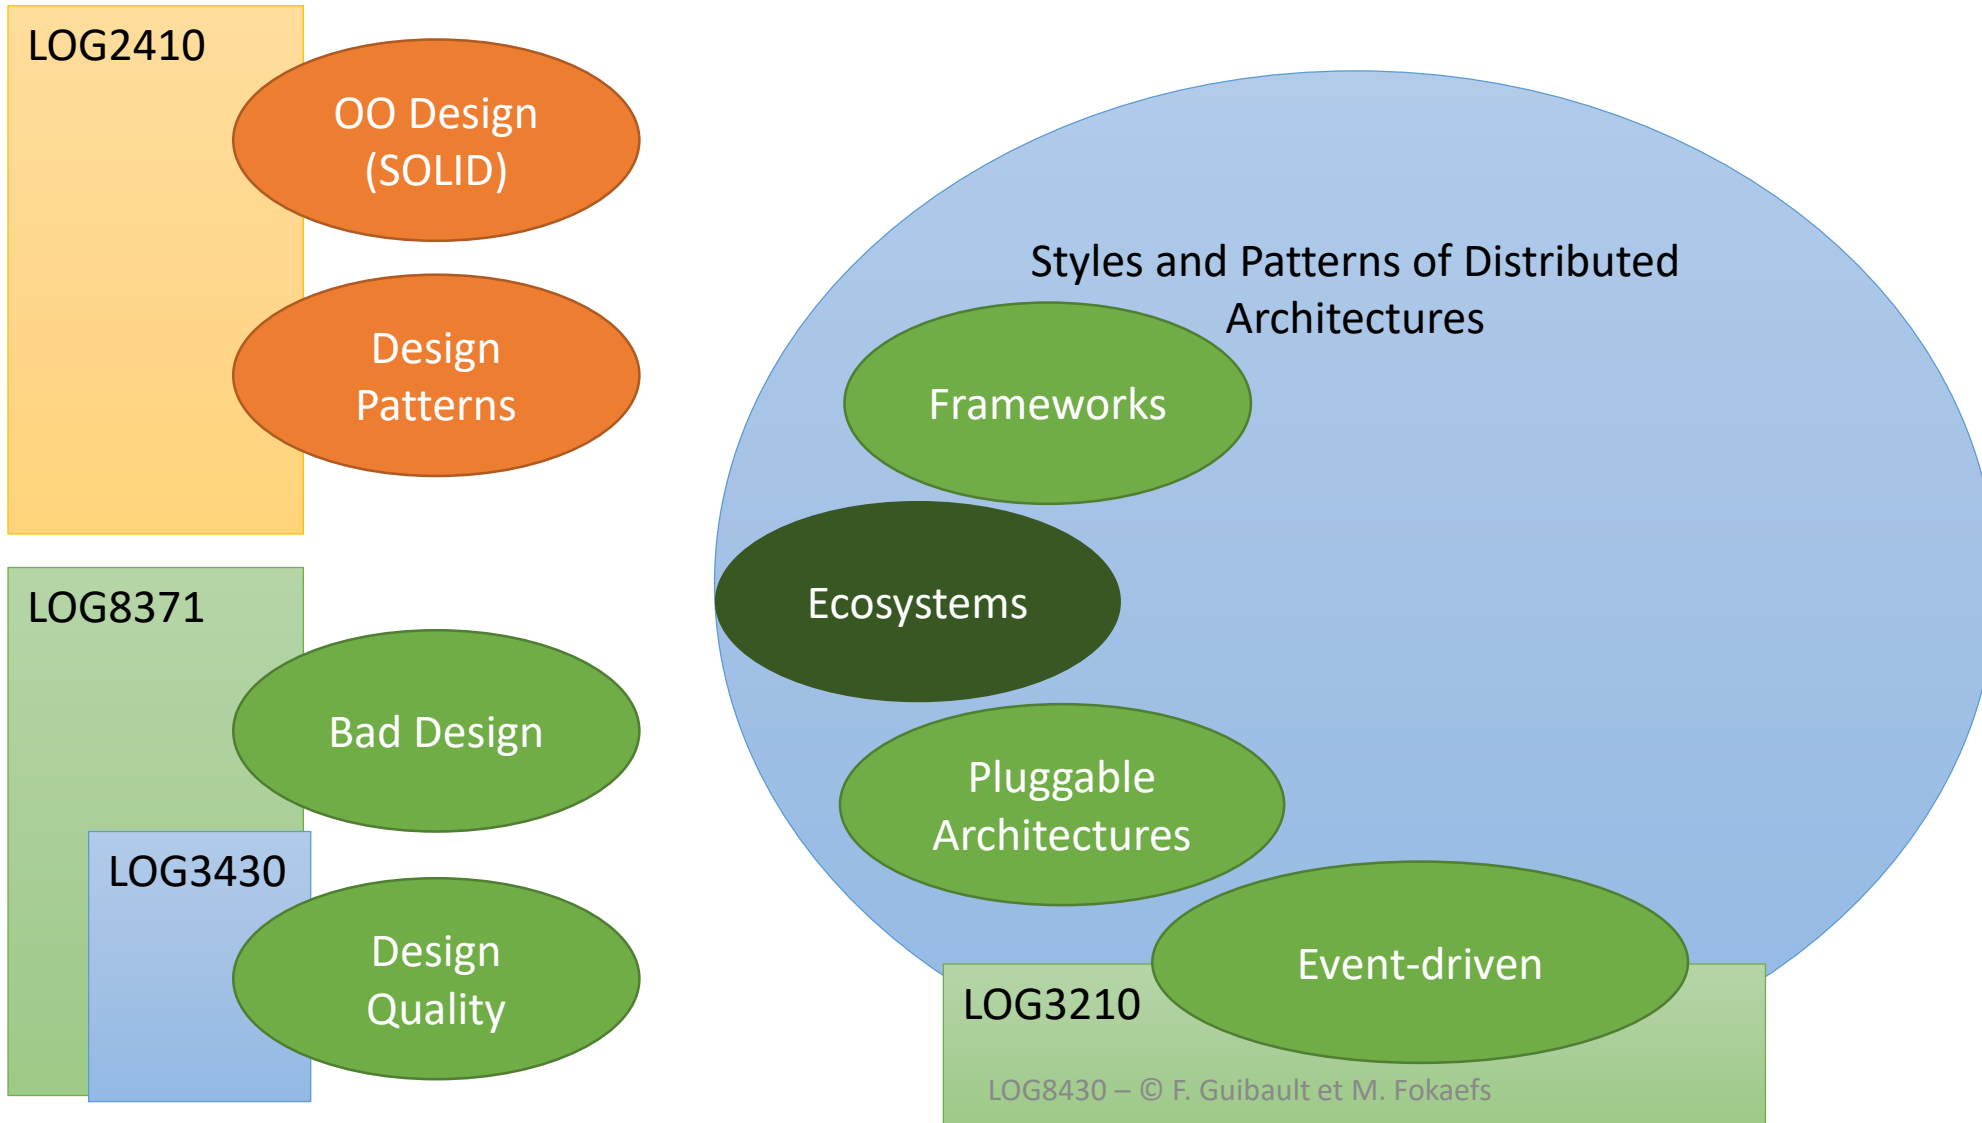 LOG2410
OO Design
(SOLID)
Design
Patterns
LOG8371
Bad Design
LOG3430
Design
Quality
Styles and Patterns of Distributed
Architectures
Frameworks
Ecosystems
Pluggable
Architectures
Event-driven
LOG3210
LOG8430 – © F. Guibault et M. Fokaefs